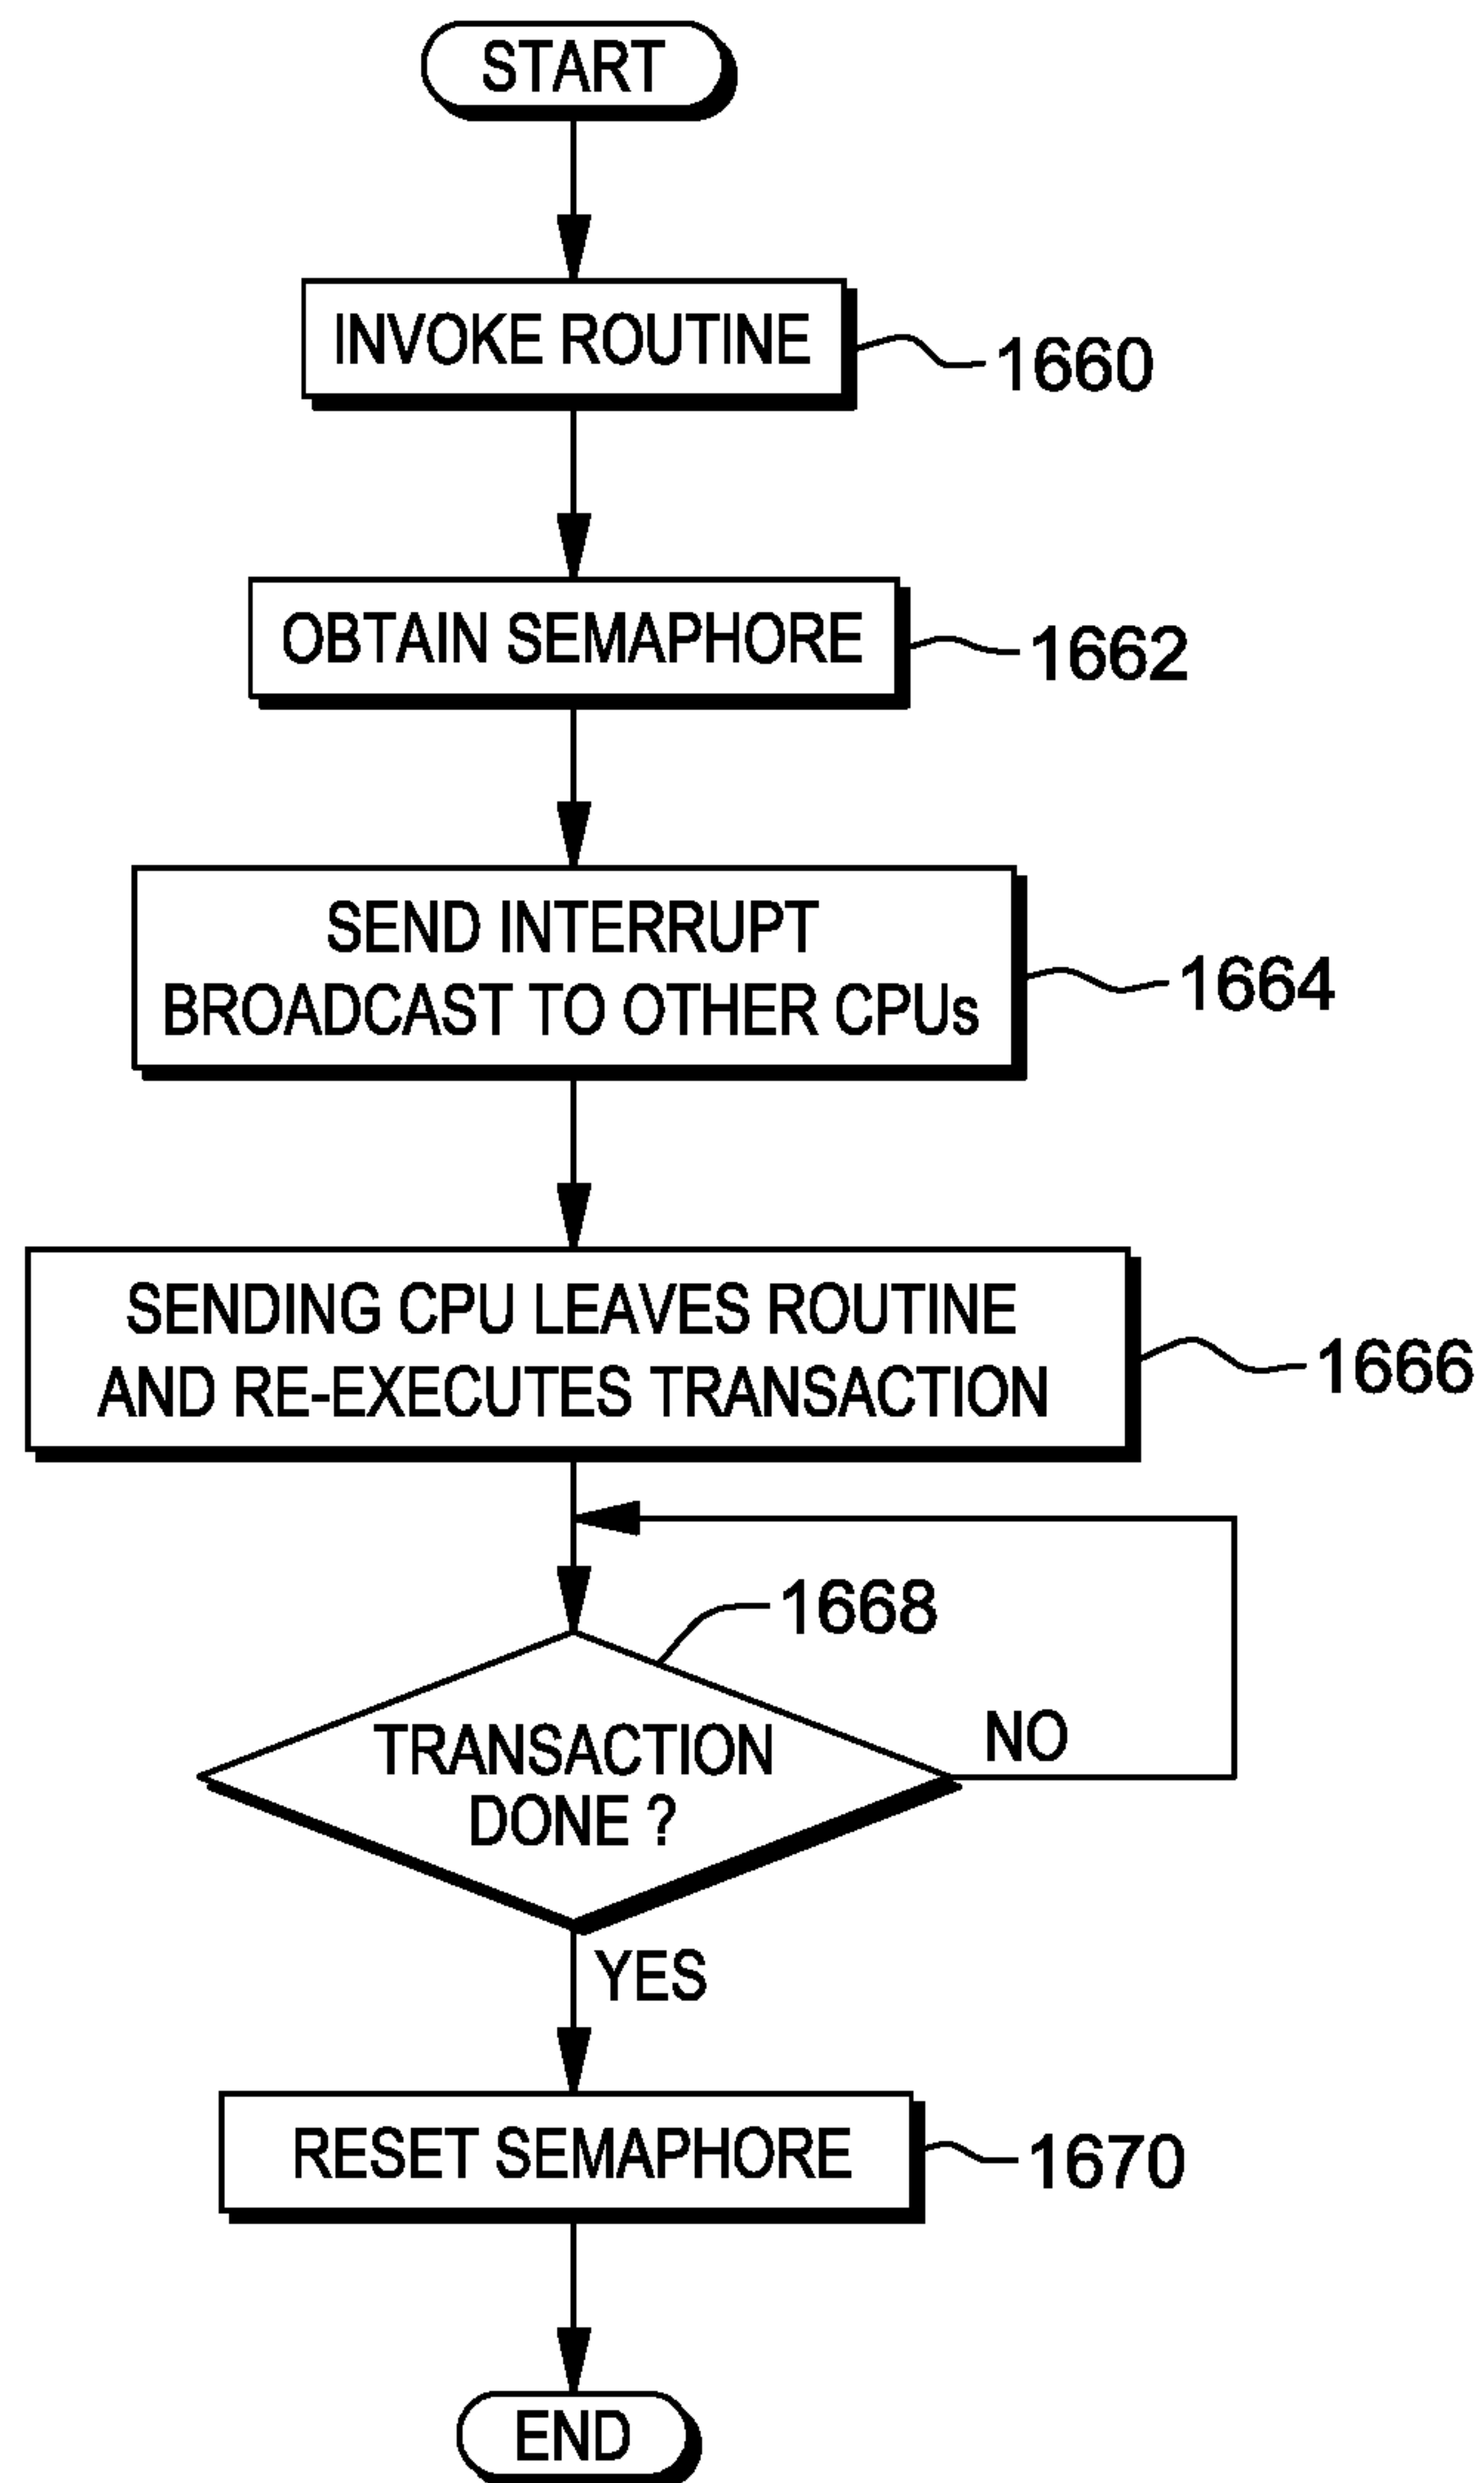 START
INVOKE ROUTINE
1660
OBTAIN SEMAPHORE
1662
SEND INTERRUPT
BROADCAST TO OTHER CPUs
1664
SENDING CPU LEAVES ROUTINE
AND RE-EXECUTES TRANSACTION
1666
1668
TRANSACTION
DONE ?
NO
YES
RESET SEMAPHORE
1670
END